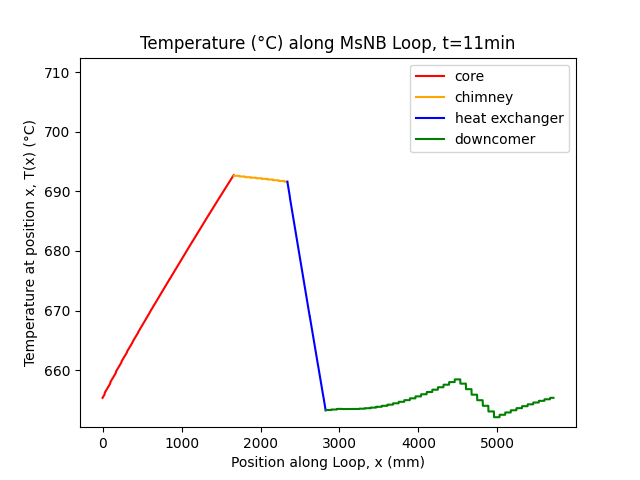 Temperature (°C) along MsNB Loop, t=11min
core
chimney
heat exchanger
downcomer
Temperature at position x, T(x) (°C)
710
700
690
680
670
660
0 1000 2000 3000 4000 5000
Position along Loop, x (mm)